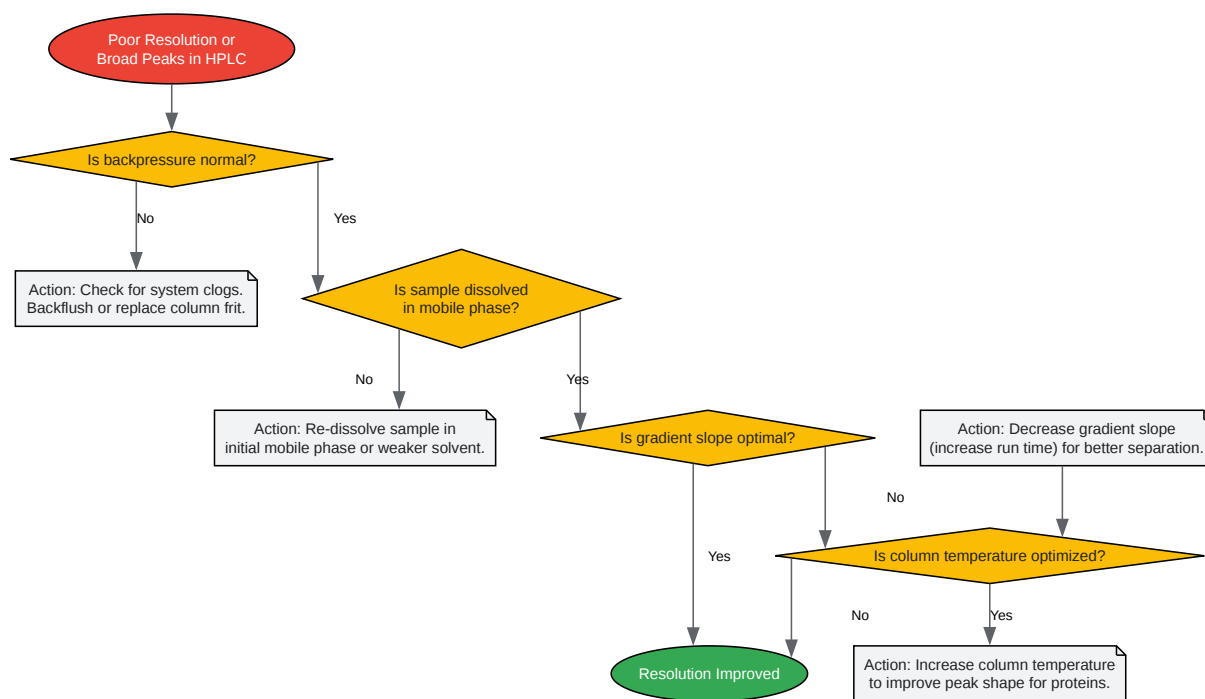 Poor Resolution or
Broad Peaks in HPLC
Is backpressure normal?
No
Yes
Action: Check for system clogs.
Backflush or replace column frit.
Is sample dissolved
in mobile phase?
No
Yes
Action: Re-dissolve sample in
initial mobile phase or weaker solvent.
Is gradient slope optimal?
Action: Decrease gradient slope
(increase run time) for better separation.
No
Yes
Is column temperature optimized?
No
Yes
Resolution Improved
Action: Increase column temperature
to improve peak shape for proteins.